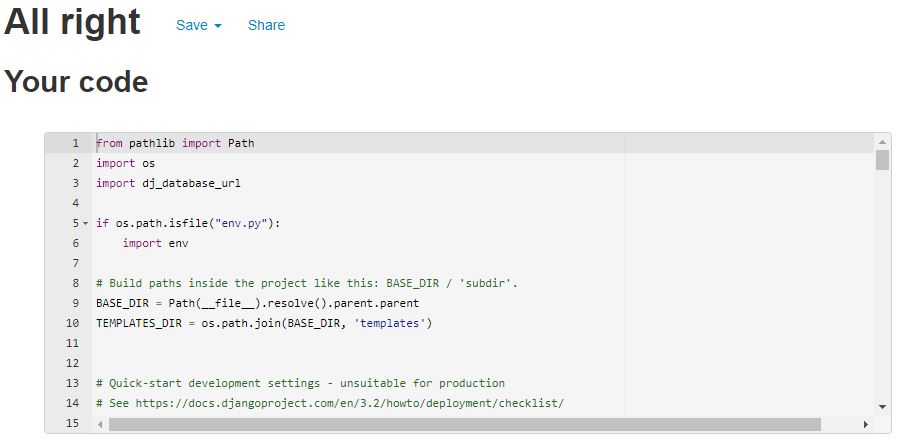 All right Save Share
Your code
1 from pathlib import Path
2 import os
3 import dj_database_url
4
5 if os.path.isfile("env.py"):
6     import env
7
8 # Build paths inside the project like this: BASE_DIR / 'subdir'.
9 BASE_DIR = Path(__file__).resolve().parent.parent
10 TEMPLATES_DIR = os.path.join(BASE_DIR, 'templates')
11
12
13 # Quick-start development settings - unsuitable for production
14 # See https://docs.djangoproject.com/en/3.2/howto/deployment/checklist/
15